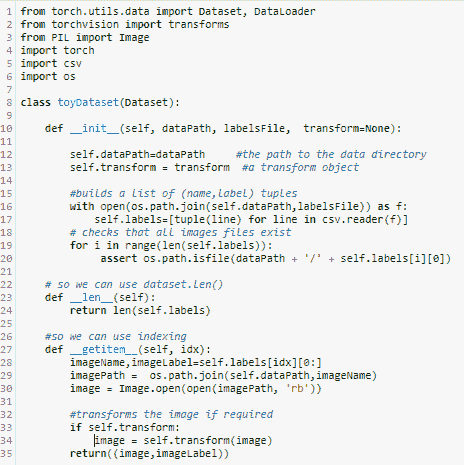 1 from torch.utils.data import Dataset, DataLoader
2 from torchvision import transforms
3 from PIL import Image
4 import torch
5 import csv
6 import os
7
8 class toyDataset(Dataset):
9
10     def __init__(self, dataPath, labelsFile,  transform=None):
11
12         self.dataPath=dataPath     #the path to the data directory
13         self.transform = transform  #a transform object
14
15         #builds a list of (name,label) tuples
16         with open(os.path.join(self.dataPath,labelsFile)) as f:
17             self.labels=[tuple(line) for line in csv.reader(f)]
18         # checks that all images files exist
19         for i in range(len(self.labels)):
20             assert os.path.isfile(dataPath + '/' + self.labels[i][0])
21
22     # so we can use dataset.len()
23     def __len__(self):
24         return len(self.labels)
25
26     #so we can use indexing
27     def __getitem__(self, idx):
28         imageName,imageLabel=self.labels[idx][0:]
29         imagePath =  os.path.join(self.dataPath,imageName)
30         image = Image.open(open(imagePath, 'rb'))
31
32         #transforms the image if required
33         if self.transform:
34             image = self.transform(image)
35         return((image,imageLabel))